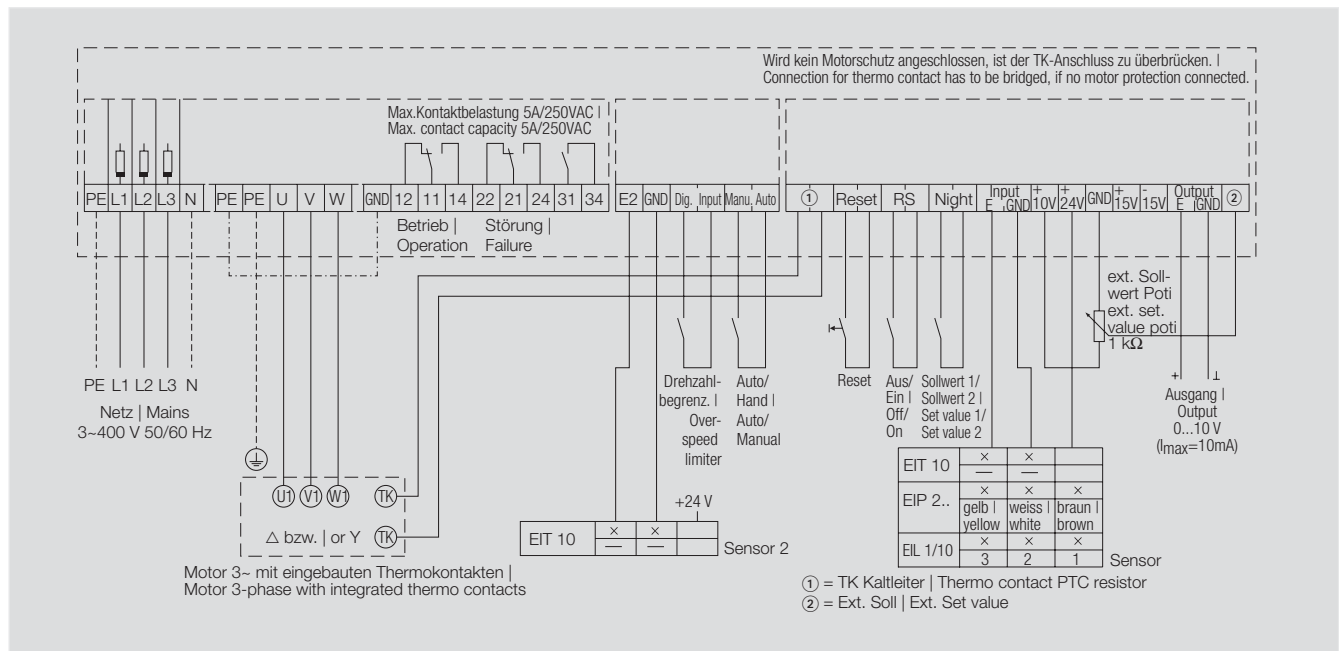 Wird kein Motorschutz angeschlossen, ist der TK-Anschluss zu überbrücken. |
Connection for thermo contact has to be bridged, if no motor protection connected.
Max.Kontaktbelastung 5A/250VAC |
Max. contact capacity 5A/250VAC
PE L1 L2 L3 N PE PE U V W GND 12 11 14 22 21 24 31 34
E2 GND Dig. Input Manu. Auto
① Reset RS Night Input E GND + 10V + 24V GND + 15V - 15V Output E GND ②
Betrieb |
Operation
Störung |
Failure
PE L1 L2 L3 N
Netz | Mains
3~400 V 50/60 Hz
U1 V1 W1 TK
△ bzw. | or Y TK
Motor 3~ mit eingebauten Thermokontakten |
Motor 3-phase with integrated thermo contacts
Drehzahl-
begrenz. |
Over-
speed
limiter
Auto/
Hand |
Auto/
Manual
+24 V
EIT 10 × ×
— —
Sensor 2
Reset
Aus/
Ein |
Off/
On
Sollwert 1/
Sollwert 2 |
Set value 1/
Set value 2
ext. Soll-
wert Poti
ext. set.
value poti
1 kΩ
+ ⊥
Ausgang |
Output
0...10 V
(Imax=10mA)
EIT 10 × ×
— —
EIP 2.. × × ×
gelb | weiss | braun |
yellow white brown
EIL 1/10 × × ×
3 2 1
Sensor
① = TK Kaltleiter | Thermo contact PTC resistor
② = Ext. Soll | Ext. Set value